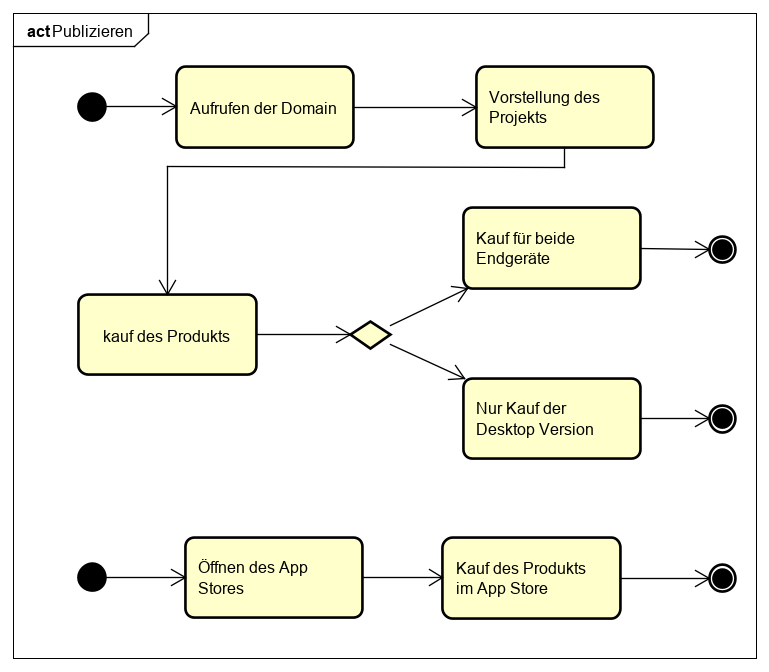 act Publizieren
Aufrufen der Domain
Vorstellung des
Projekts
Kauf für beide
Endgeräte
kauf des Produkts
Nur Kauf der
Desktop Version
Öffnen des App
Stores
Kauf des Produkts
im App Store